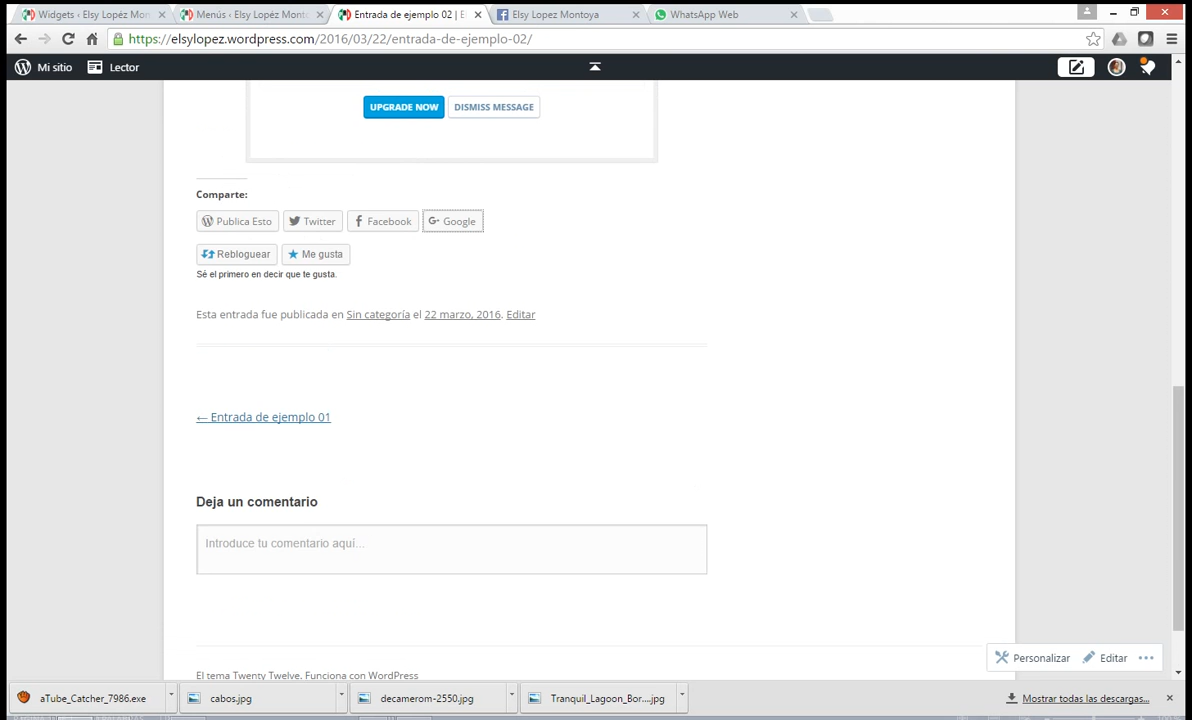 Widgets ‹ Elsy Lopéz Mont
Menús ‹ Elsy Lopéz Mont
Entrada de ejemplo 02 | E
Elsy Lopez Montoya
WhatsApp Web
https://elsylopez.wordpress.com/2016/03/22/entrada-de-ejemplo-02/
Mi sitio
Lector
UPGRADE NOW
DISMISS MESSAGE
Comparte:
Publica Esto
Twitter
Facebook
Google
Rebloguear
Me gusta
Sé el primero en decir que te gusta.
Esta entrada fue publicada en Sin categoría el 22 marzo, 2016. Editar
← Entrada de ejemplo 01
Deja un comentario
Introduce tu comentario aquí...
Personalizar
Editar
El tema Twenty Twelve. Funciona con WordPress
aTube_Catcher_7986.exe
cabos.jpg
decamerom-2550.jpg
Tranquil_Lagoon_Bor....jpg
Mostrar todas las descargas...